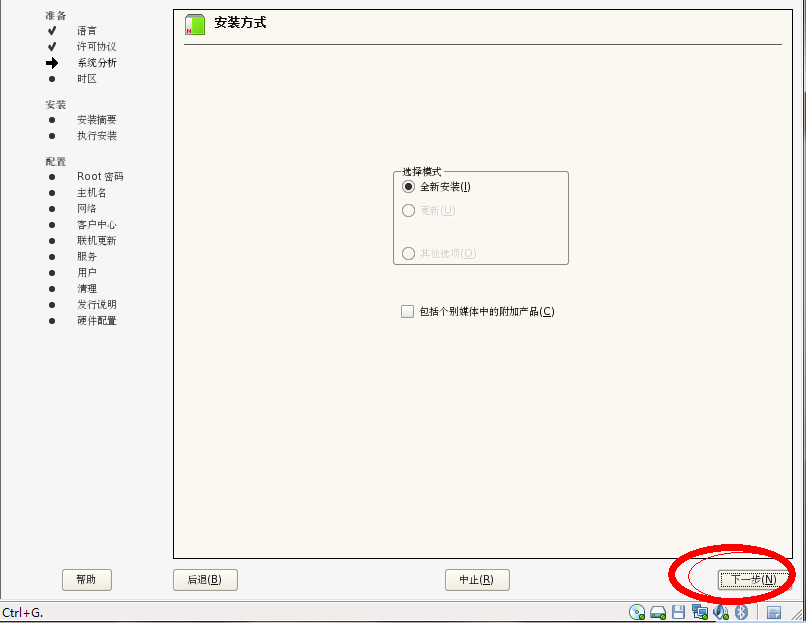 准备
语言
许可协议
系统分析
时区
安装
安装摘要
执行安装
配置
Root 密码
主机名
网络
客户中心
联机更新
服务
用户
清理
发行说明
硬件配置
N
安装方式
选择模式
全新安装(I)
更新(U)
其他选项(O)
包括个别媒体中的附加产品(C)
帮助
后退(B)
中止(R)
下一步(N)
Ctrl+G.